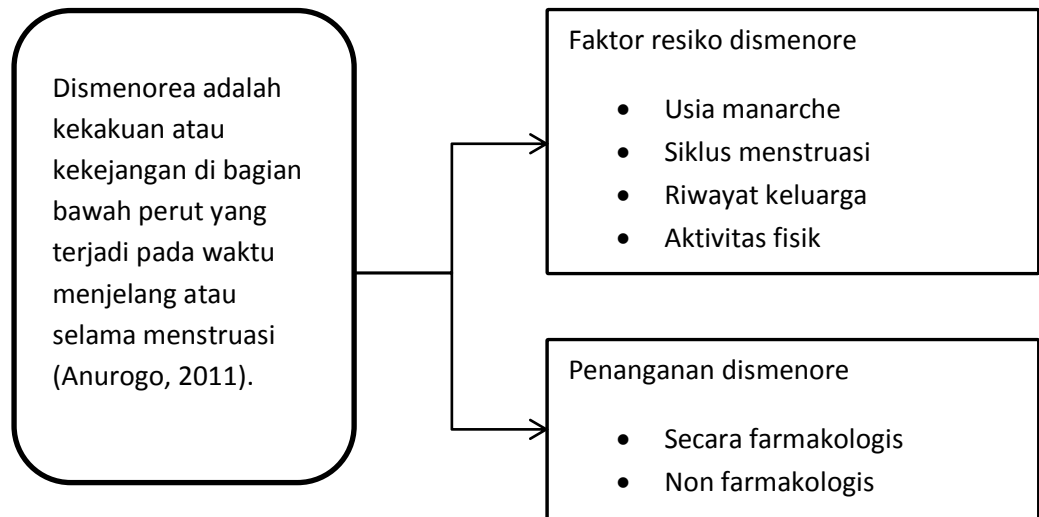 Dismenorea adalah
kekakuan atau
kekejangan di bagian
bawah perut yang
terjadi pada waktu
menjelang atau
selama menstruasi
(Anurogo, 2011).
Faktor resiko dismenore
• Usia manarche
• Siklus menstruasi
• Riwayat keluarga
• Aktivitas fisik
Penanganan dismenore
• Secara farmakologis
• Non farmakologis